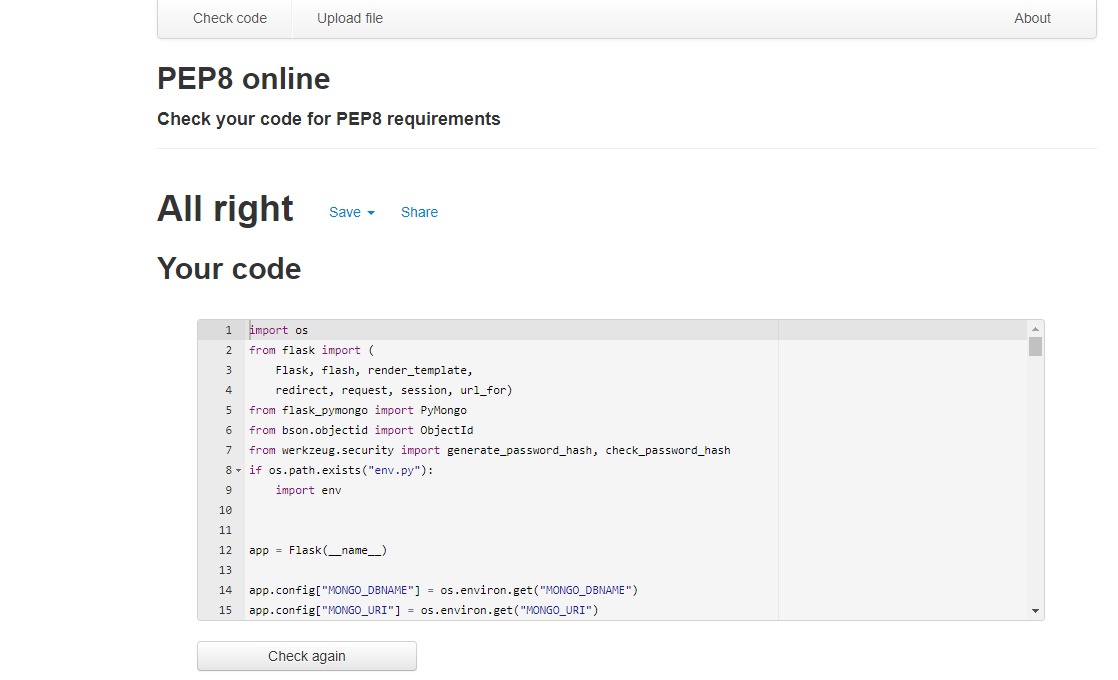 Check code Upload file About
PEP8 online
Check your code for PEP8 requirements
All right Save Share
Your code
1 import os
2 from flask import (
3     Flask, flash, render_template,
4     redirect, request, session, url_for)
5 from flask_pymongo import PyMongo
6 from bson.objectid import ObjectId
7 from werkzeug.security import generate_password_hash, check_password_hash
8 if os.path.exists("env.py"):
9     import env
10
11
12 app = Flask(__name__)
13
14 app.config["MONGO_DBNAME"] = os.environ.get("MONGO_DBNAME")
15 app.config["MONGO_URI"] = os.environ.get("MONGO_URI")
Check again